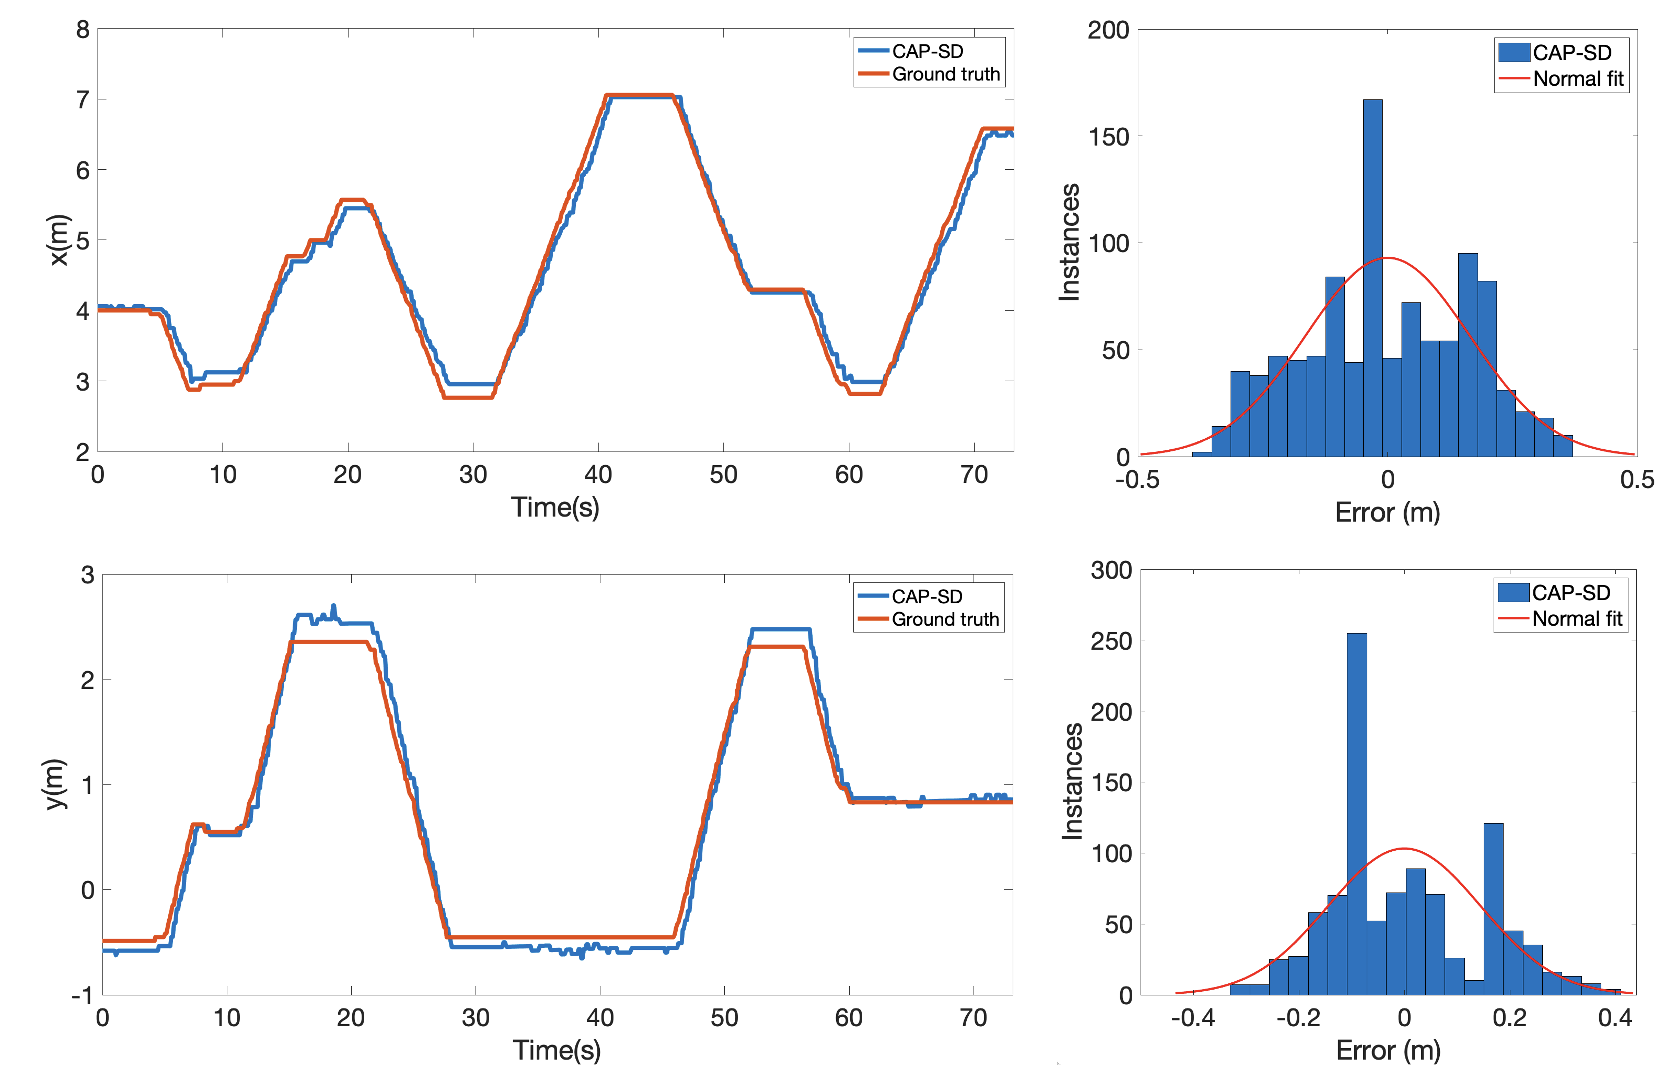 8
7
6
5
4
3
2
x(m)
0 10 20 30 40 50 60 70
Time(s)
CAP-SD
Ground truth
200
150
100
50
0
Instances
-0.5 0 0.5
Error (m)
CAP-SD
Normal fit
3
2
1
0
-1
y(m)
0 10 20 30 40 50 60 70
Time(s)
CAP-SD
Ground truth
300
250
200
150
100
50
0
Instances
-0.4 -0.2 0 0.2 0.4
Error (m)
CAP-SD
Normal fit